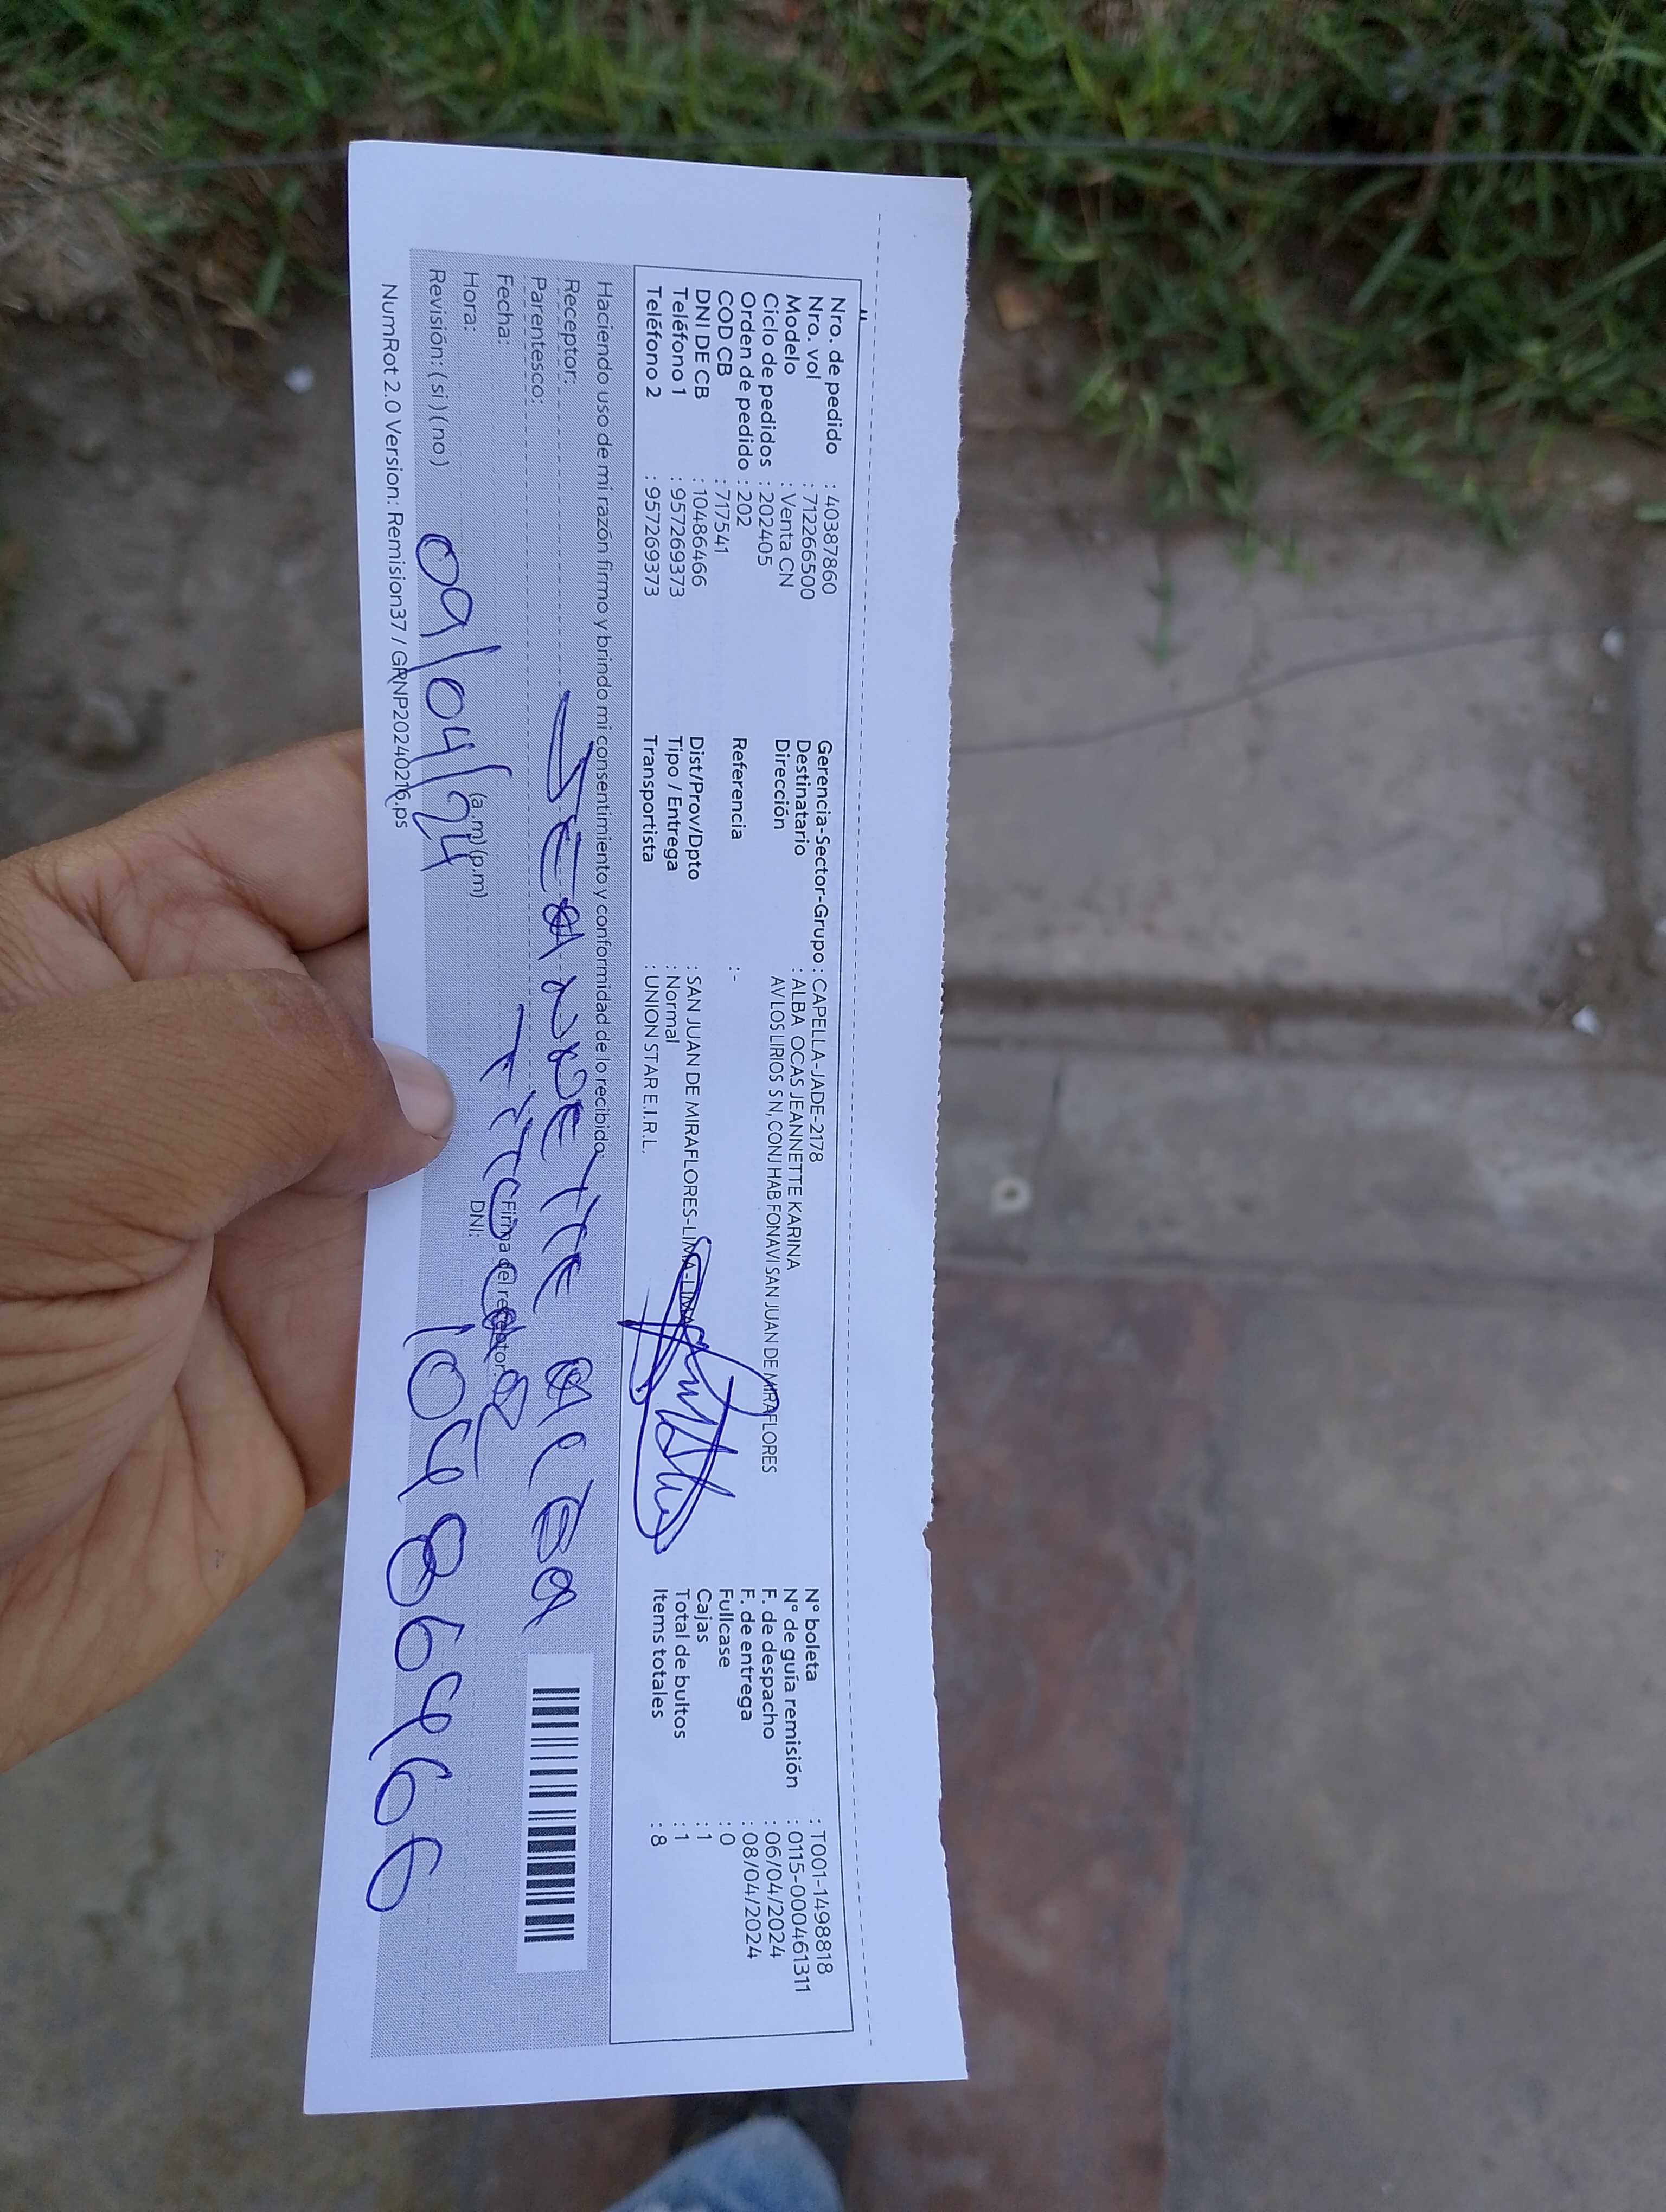 Nro. de pedido : 40387860
Nro. vol : 712266500
Modelo : Venta CN
Ciclo de pedidos : 202405
Orden de pedido : 202
COD CB : 717541
DNI DE CB : 10486466
Teléfono 1 : 957269373
Teléfono 2 : 957269373
Gerencia-Sector-Grupo : CAPELLA-JADE-2178
Destinatario : ALBA OCAS JEANNETTE KARINA
Dirección AV LOS LIRIOS S N, CONJ HAB FONAVI SAN JUAN DE MIRAFLORES
Referencia :-
Dist/Prov/Dpto : SAN JUAN DE MIRAFLORES-LIMA-LIMA
Tipo / Entrega : Normal
Transportista : UNION STAR E.I.R.L.
N° boleta : T001-1498818
N° de guía remisión : 0115-000461311
F. de despacho : 06/04/2024
F. de entrega : 08/04/2024
Fullcase : 0
Cajas : 1
Total de bultos : 1
Items totales : 8
Haciendo uso de mi razón firmo y brindo mi consentimiento y conformidad de lo recibido:
Receptor: Jeannette Alba
Parentesco: Titular
Fecha:
Firma del receptor
Hora: (a.m) (p.m) DNI:
Revisión: ( si ) ( no ) 09/04/24 10486466
NumRot 2.0 Version: Remision37 / GRNP20240216.ps